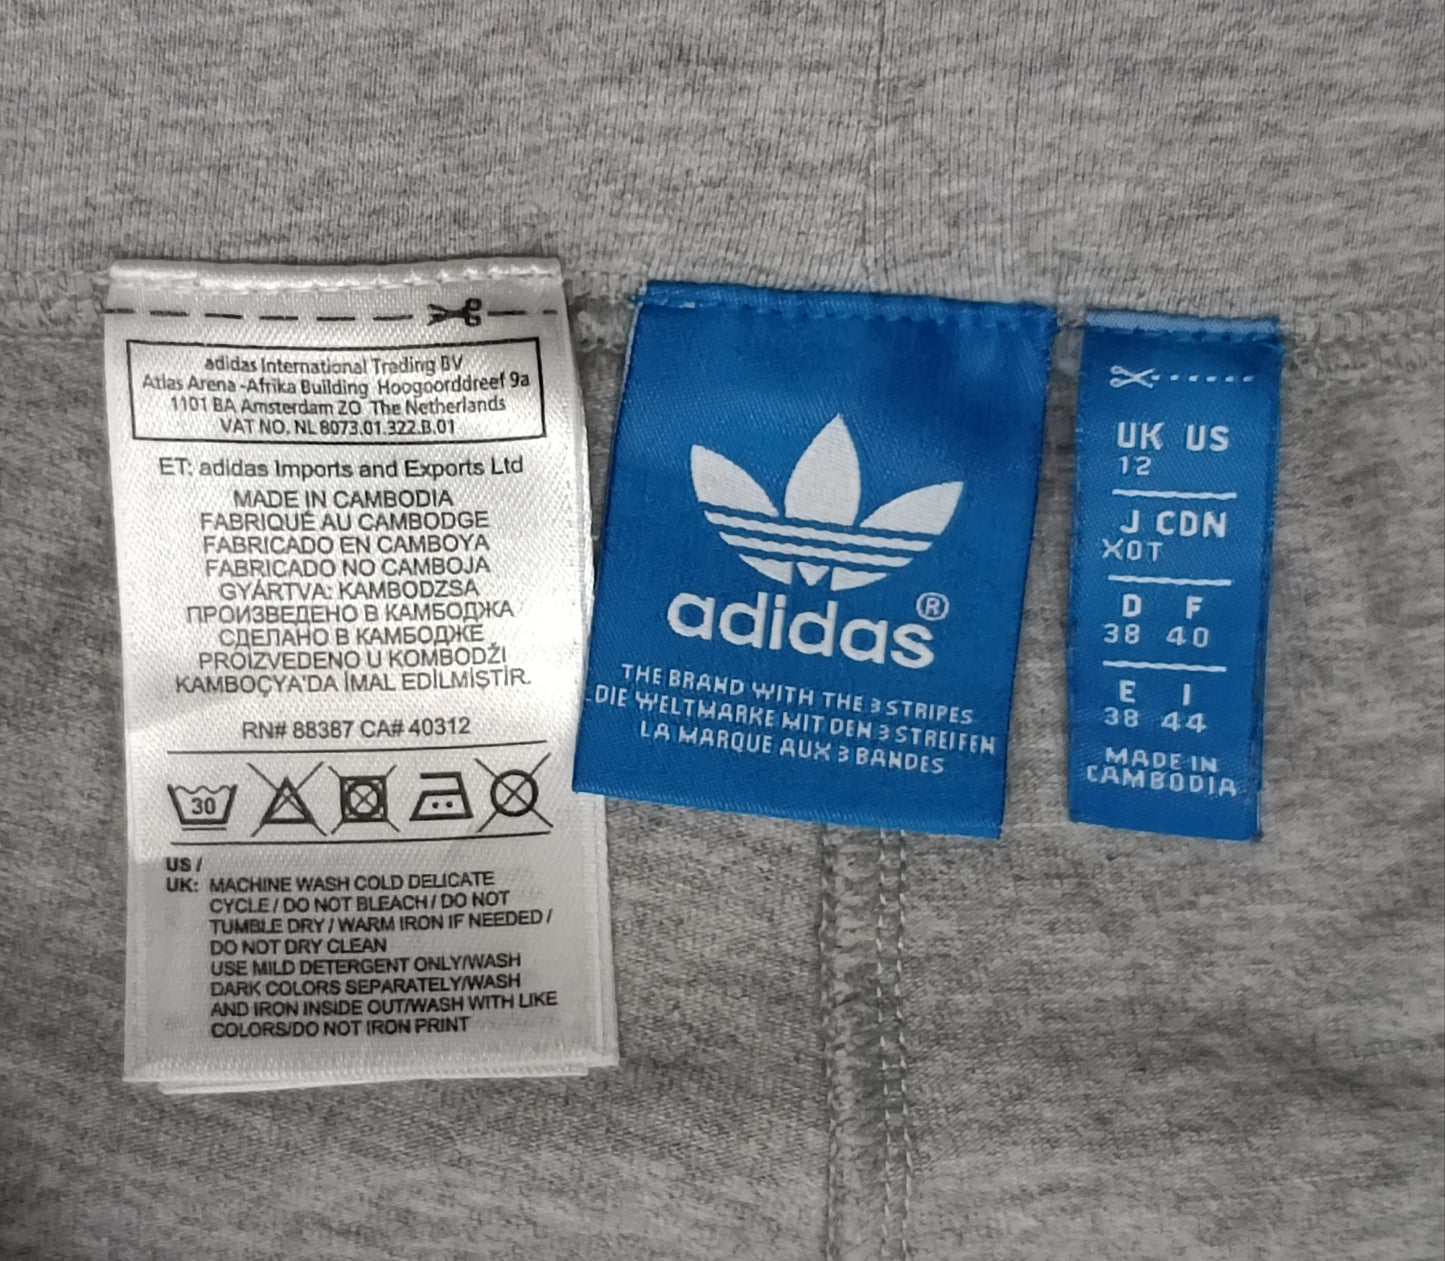 adidas International Trading BV
Atlas Arena -Afrika Building Hoogoorddreef 9a
1101 BA Amsterdam ZO The Netherlands
VAT NO. NL 8073.01.322.B.01
ET: adidas Imports and Exports Ltd
MADE IN CAMBODIA
FABRIQUÉ AU CAMBODGE
FABRICADO EN CAMBOYA
FABRICADO NO CAMBOJA
GYÁRTVA: KAMBODZSA
ПРОИЗВЕДЕНО В КАМБОДЖА
СДЕЛАНО В КАМБОДЖЕ
PROIZVEDENO U KOMBODŽI
KAMBOÇYA'DA İMAL EDİLMİŞTİR.
RN# 88387 CA# 40312
30
US /
UK: MACHINE WASH COLD DELICATE
CYCLE / DO NOT BLEACH / DO NOT
TUMBLE DRY / WARM IRON IF NEEDED /
DO NOT DRY CLEAN
USE MILD DETERGENT ONLY/WASH
DARK COLORS SEPARATELY/WASH
AND IRON INSIDE OUT/WASH WITH LIKE
COLORS/DO NOT IRON PRINT
adidas®
THE BRAND WITH THE 3 STRIPES
DIE WELTMARKE MIT DEN 3 STREIFEN
LA MARQUE AUX 3 BANDES
UK US
12
J CDN
XOT
D F
38 40
E I
38 44
MADE IN
CAMBODIA